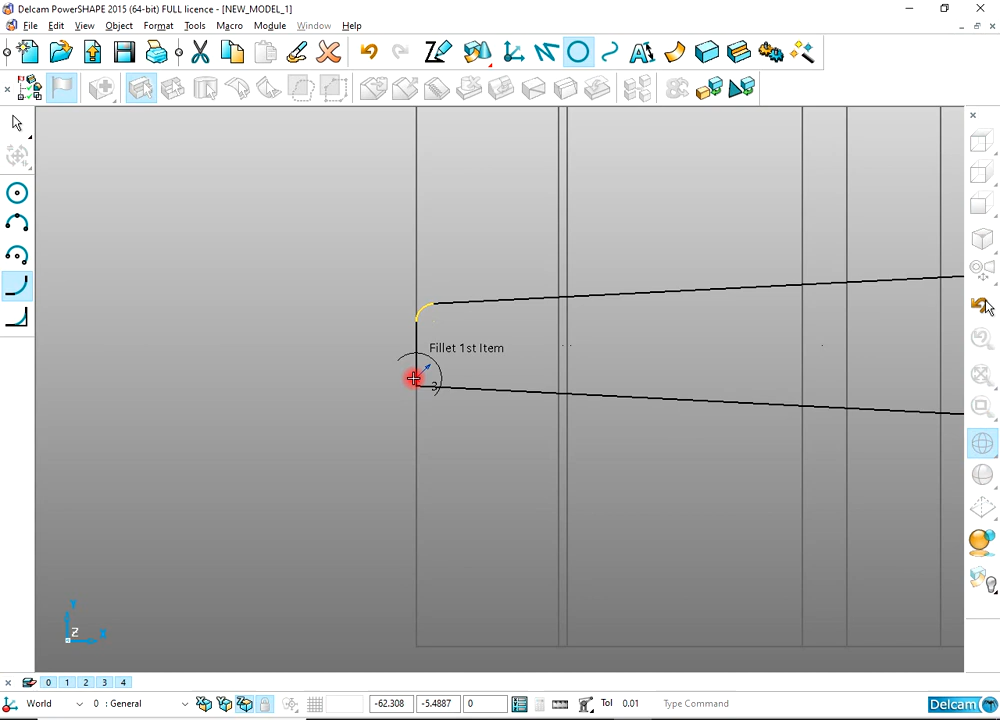 Delcam PowerSHAPE 2015 (64-bit) FULL licence - [NEW_MODEL_1]
File Edit View Object Format Tools Macro Module Window Help
Fillet 1st Item
3
Y
Z X
0 1 2 3 4
World 0 : General -62.308 -5.4887 0 Tol 0.01 Type Command Delcam